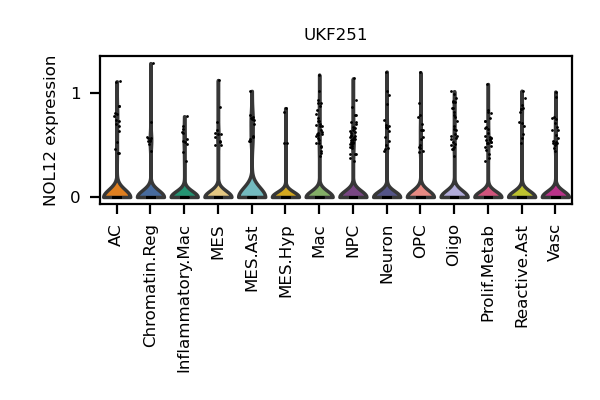 UKF251
NOL12 expression
1
0
AC
Chromatin.Reg
Inflammatory.Mac
MES
MES.Ast
MES.Hyp
Mac
NPC
Neuron
OPC
Oligo
Prolif.Metab
Reactive.Ast
Vasc